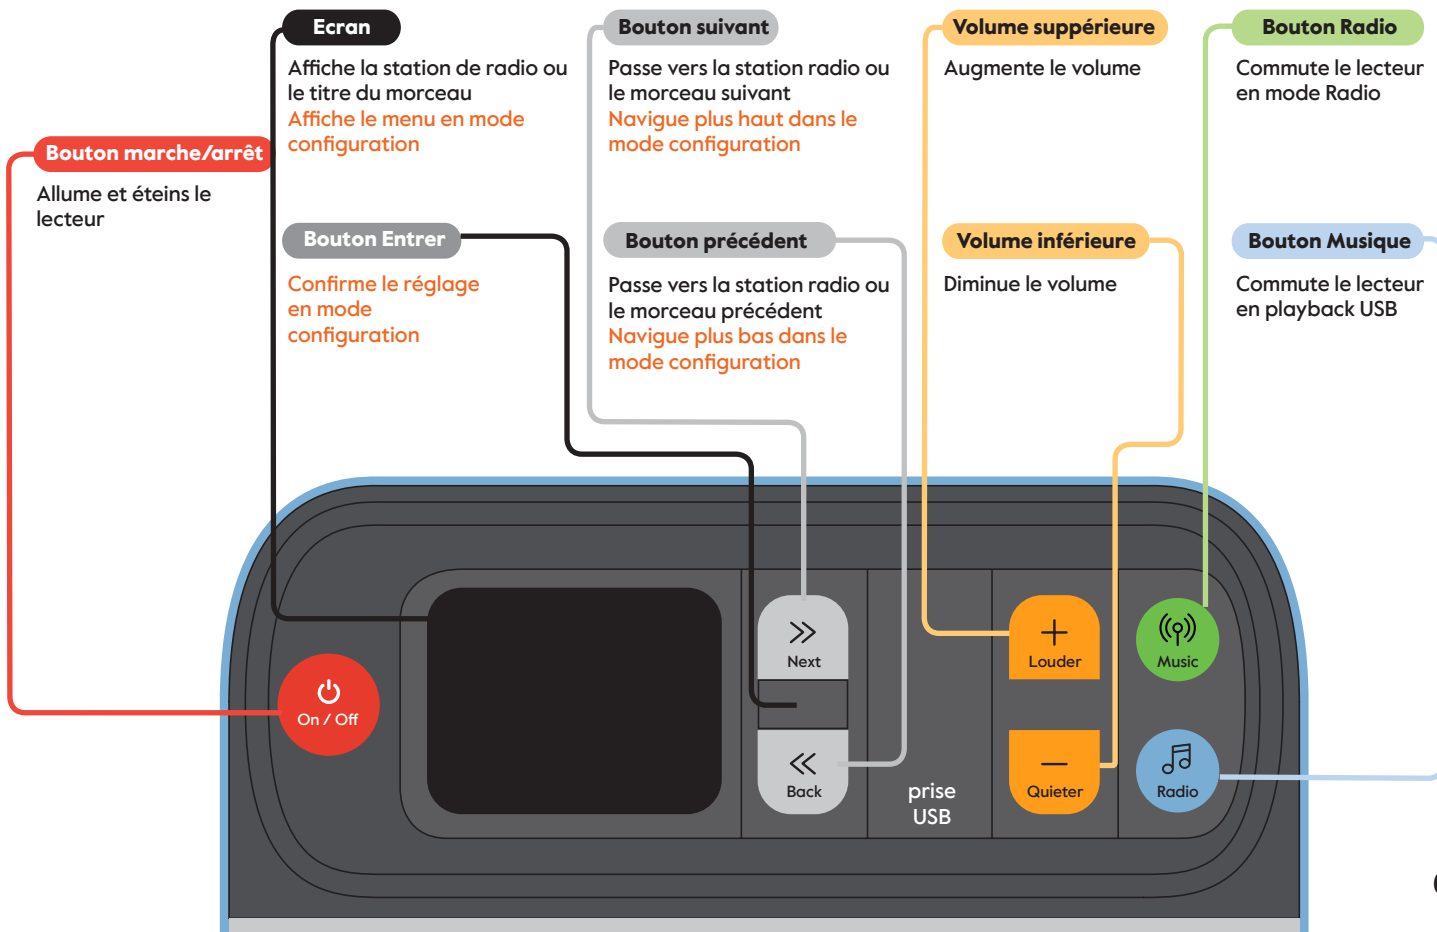 Ecran
Affiche la station de radio ou
le titre du morceau
Affiche le menu en mode
configuration
Bouton suivant
Passe vers la station radio ou
le morceau suivant
Navigue plus haut dans le
mode configuration
Volume suppérieure
Augmente le volume
Bouton Radio
Commute le lecteur
en mode Radio
Bouton marche/arrêt
Allume et éteins le
lecteur
Bouton Entrer
Confirme le réglage
en mode
configuration
Bouton précédent
Passe vers la station radio ou
le morceau précédent
Navigue plus bas dans le
mode configuration
Volume inférieure
Diminue le volume
Bouton Musique
Commute le lecteur
en playback USB
On / Off
Next
Back
prise
USB
+
Louder
−
Quieter
Music
Radio